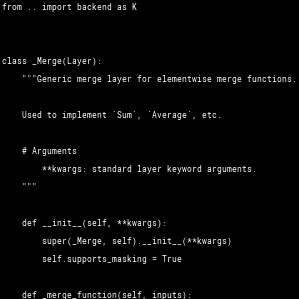 from .. import backend as K
class _Merge(Layer):
"""Generic merge layer for elementwise merge functions.
Used to implement `Sum`, `Average`, etc.
# Arguments
**kwargs: standard layer keyword arguments.
"""
def __init__(self, **kwargs):
super(_Merge, self).__init__(**kwargs)
self.supports_masking = True
def _merge_function(self, inputs):